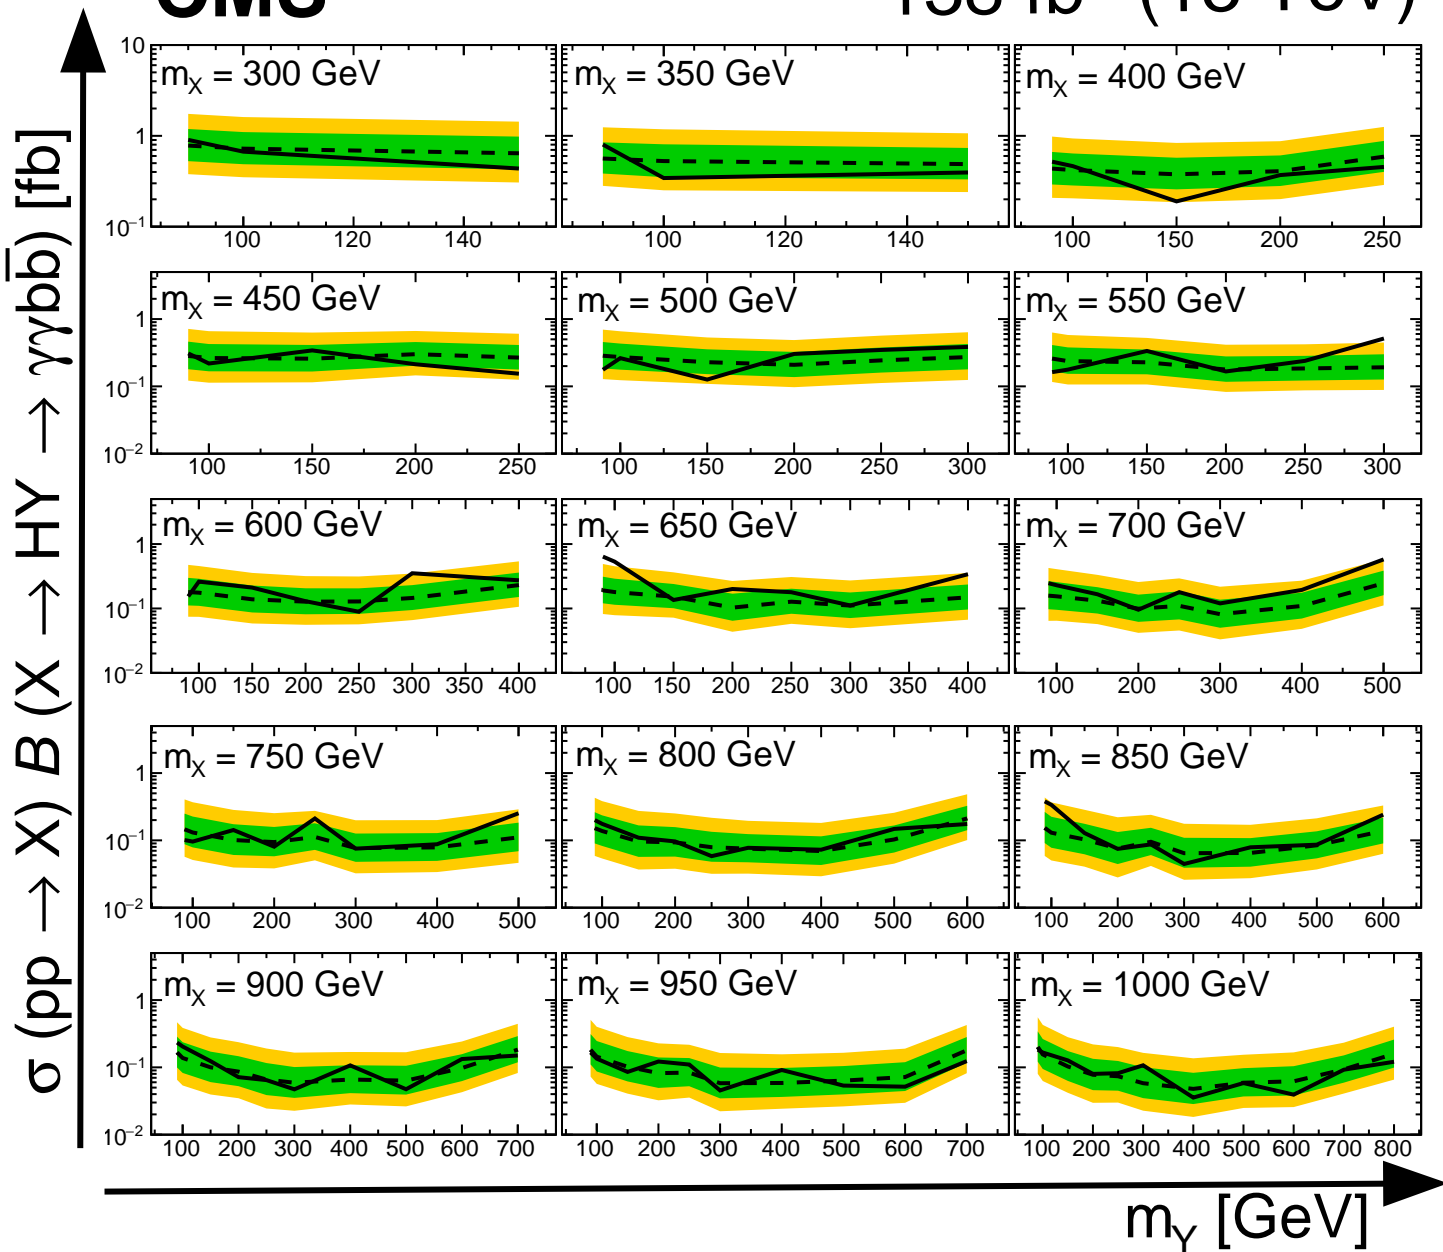 CMS 138 fb (13 TeV)
σ (pp → X) B (X → HY → γγbb̅) [fb]
10
1
10⁻¹
m_X = 300 GeV
100 120 140
m_X = 350 GeV
100 120 140
m_X = 400 GeV
100 150 200 250
1
10⁻¹
10⁻²
m_X = 450 GeV
100 150 200 250
m_X = 500 GeV
100 150 200 250 300
m_X = 550 GeV
100 150 200 250 300
1
10⁻¹
10⁻²
m_X = 600 GeV
100 150 200 250 300 350 400
m_X = 650 GeV
100 150 200 250 300 350 400
m_X = 700 GeV
100 200 300 400 500
1
10⁻¹
10⁻²
m_X = 750 GeV
100 200 300 400 500
m_X = 800 GeV
100 200 300 400 500 600
m_X = 850 GeV
100 200 300 400 500 600
1
10⁻¹
10⁻²
m_X = 900 GeV
100 200 300 400 500 600 700
m_X = 950 GeV
100 200 300 400 500 600 700
m_X = 1000 GeV
100 200 300 400 500 600 700 800
m_Y [GeV]